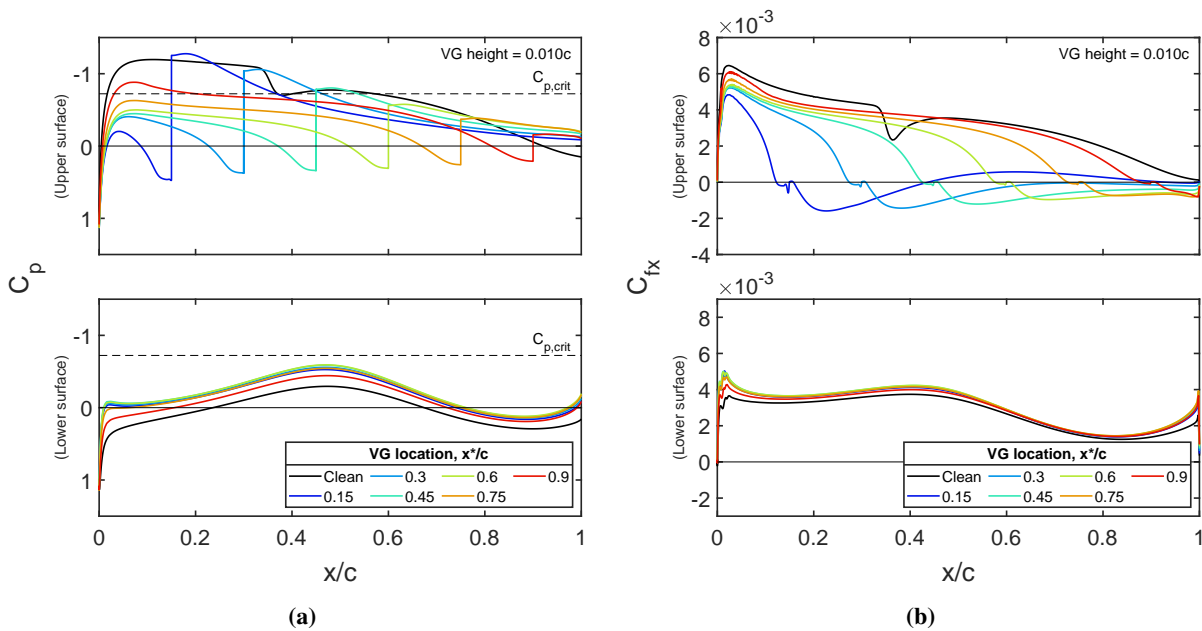 VG height = 0.010c
C_p,crit
-1
0
1
(Upper surface)
C_p
C_p,crit
-1
0
1
(Lower surface)
VG location, x*/c
Clean 0.3 0.6 0.9
0.15 0.45 0.75
0 0.2 0.4 0.6 0.8 1
x/c
(a)
×10⁻³
VG height = 0.010c
8
6
4
2
0
-2
-4
(Upper surface)
C_fx
×10⁻³
8
6
4
2
0
-2
(Lower surface)
VG location, x*/c
Clean 0.3 0.6 0.9
0.15 0.45 0.75
0 0.2 0.4 0.6 0.8 1
x/c
(b)